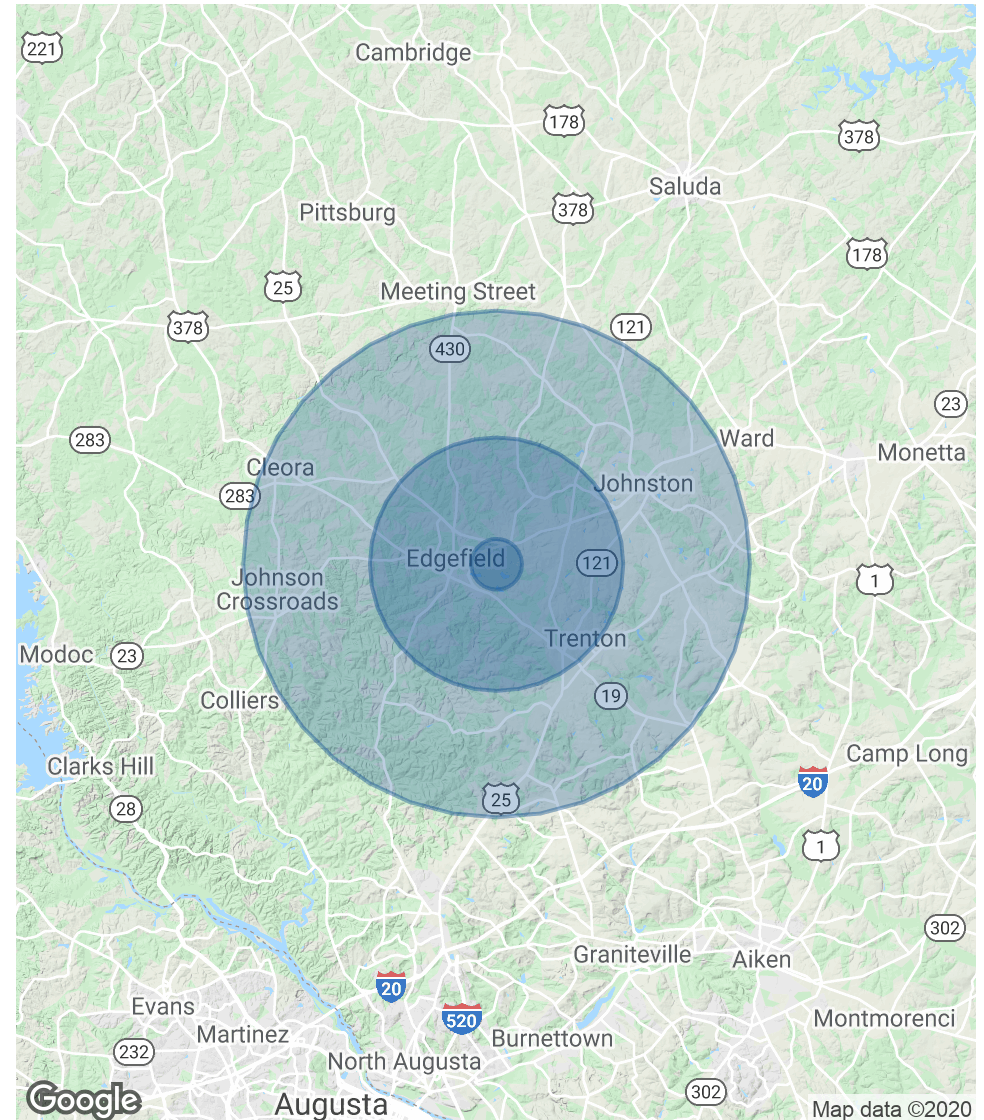 221
Cambridge
178
378
Saluda
378
Pittsburg
178
25
Meeting Street
378
121
430
23
283
Ward
Monetta
Cleora
Johnston
283
Edgefield
121
Johnson
Crossroads
1
Trenton
Modoc
23
19
Colliers
Camp Long
Clarks Hill
20
25
28
1
302
Graniteville
Aiken
20
Evans
520
Montmorenci
Martinez
Burnettown
232
North Augusta
302
Augusta
Google
Map data ©2020